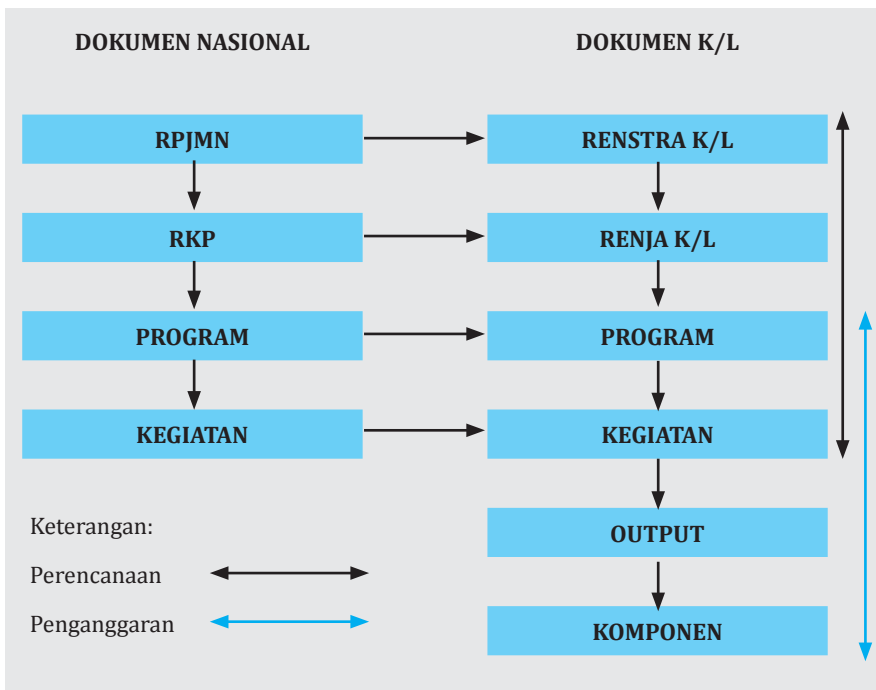 DOKUMEN NASIONAL
DOKUMEN K/L
RPJMN
RENSTRA K/L
RKP
RENJA K/L
PROGRAM
PROGRAM
KEGIATAN
KEGIATAN
Keterangan:
OUTPUT
Perencanaan
Penganggaran
KOMPONEN